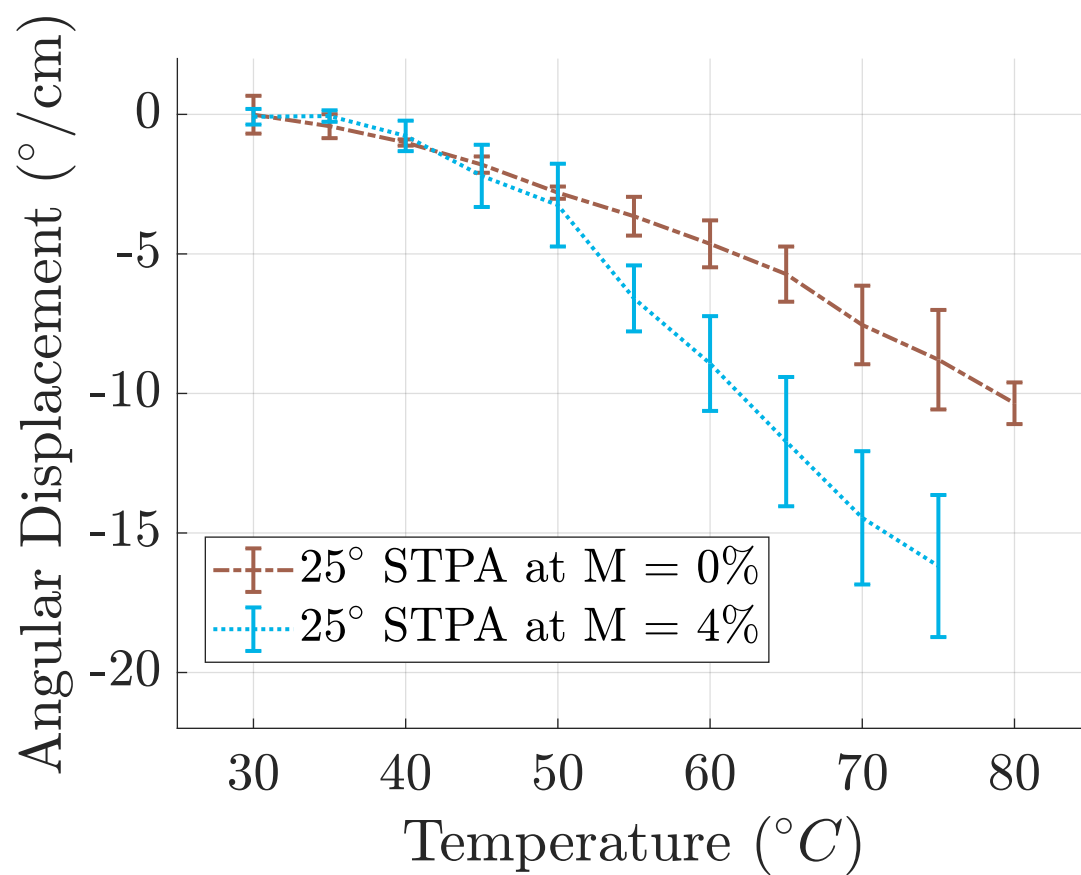 Angular Displacement (°/cm)
0
-5
-10
-15
-20
25° STPA at M = 0%
25° STPA at M = 4%
30 40 50 60 70 80
Temperature (°C)